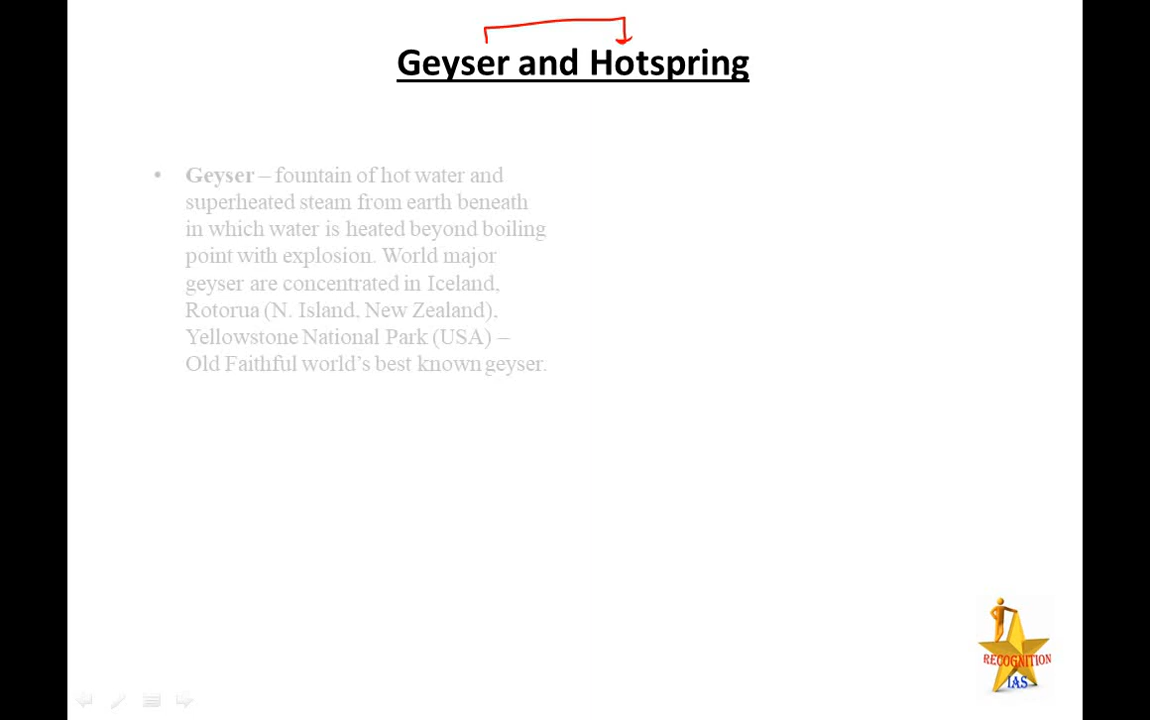 Geyser and Hotspring
• Geyser – fountain of hot water and
superheated steam from earth beneath
in which water is heated beyond boiling
point with explosion. World major
geyser are concentrated in Iceland,
Rotorua (N. Island, New Zealand),
Yellowstone National Park (USA) –
Old Faithful world’s best known geyser.
RECOGNITION
IAS